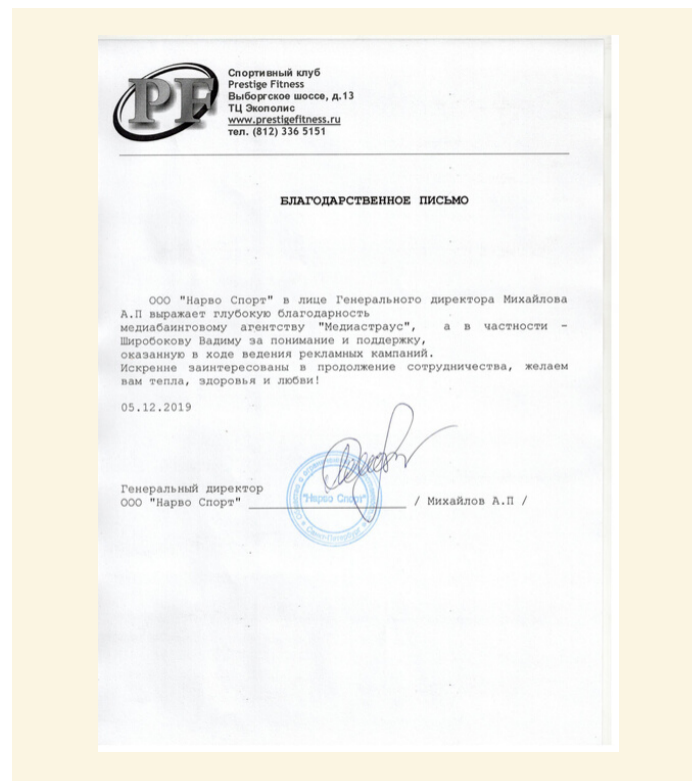 PF
Спортивный клуб
Prestige Fitness
Выборгское шоссе, д.13
ТЦ Экополис
www.prestigefitness.ru
тел. (812) 336 5151
БЛАГОДАРСТВЕННОЕ ПИСЬМО
ООО "Нарво Спорт" в лице Генерального директора Михайлова
А.П выражает глубокую благодарность
медиабаинговому агентству "Медиастраус", а в частности -
Широбокову Вадиму за понимание и поддержку,
оказанную в ходе ведения рекламных кампаний.
Искренне заинтересованы в продолжение сотрудничества, желаем
вам тепла, здоровья и любви!
05.12.2019
Генеральный директор
ООО "Нарво Спорт" / Михайлов А.П /
"Нарво Спорт"
Санкт-Петербург